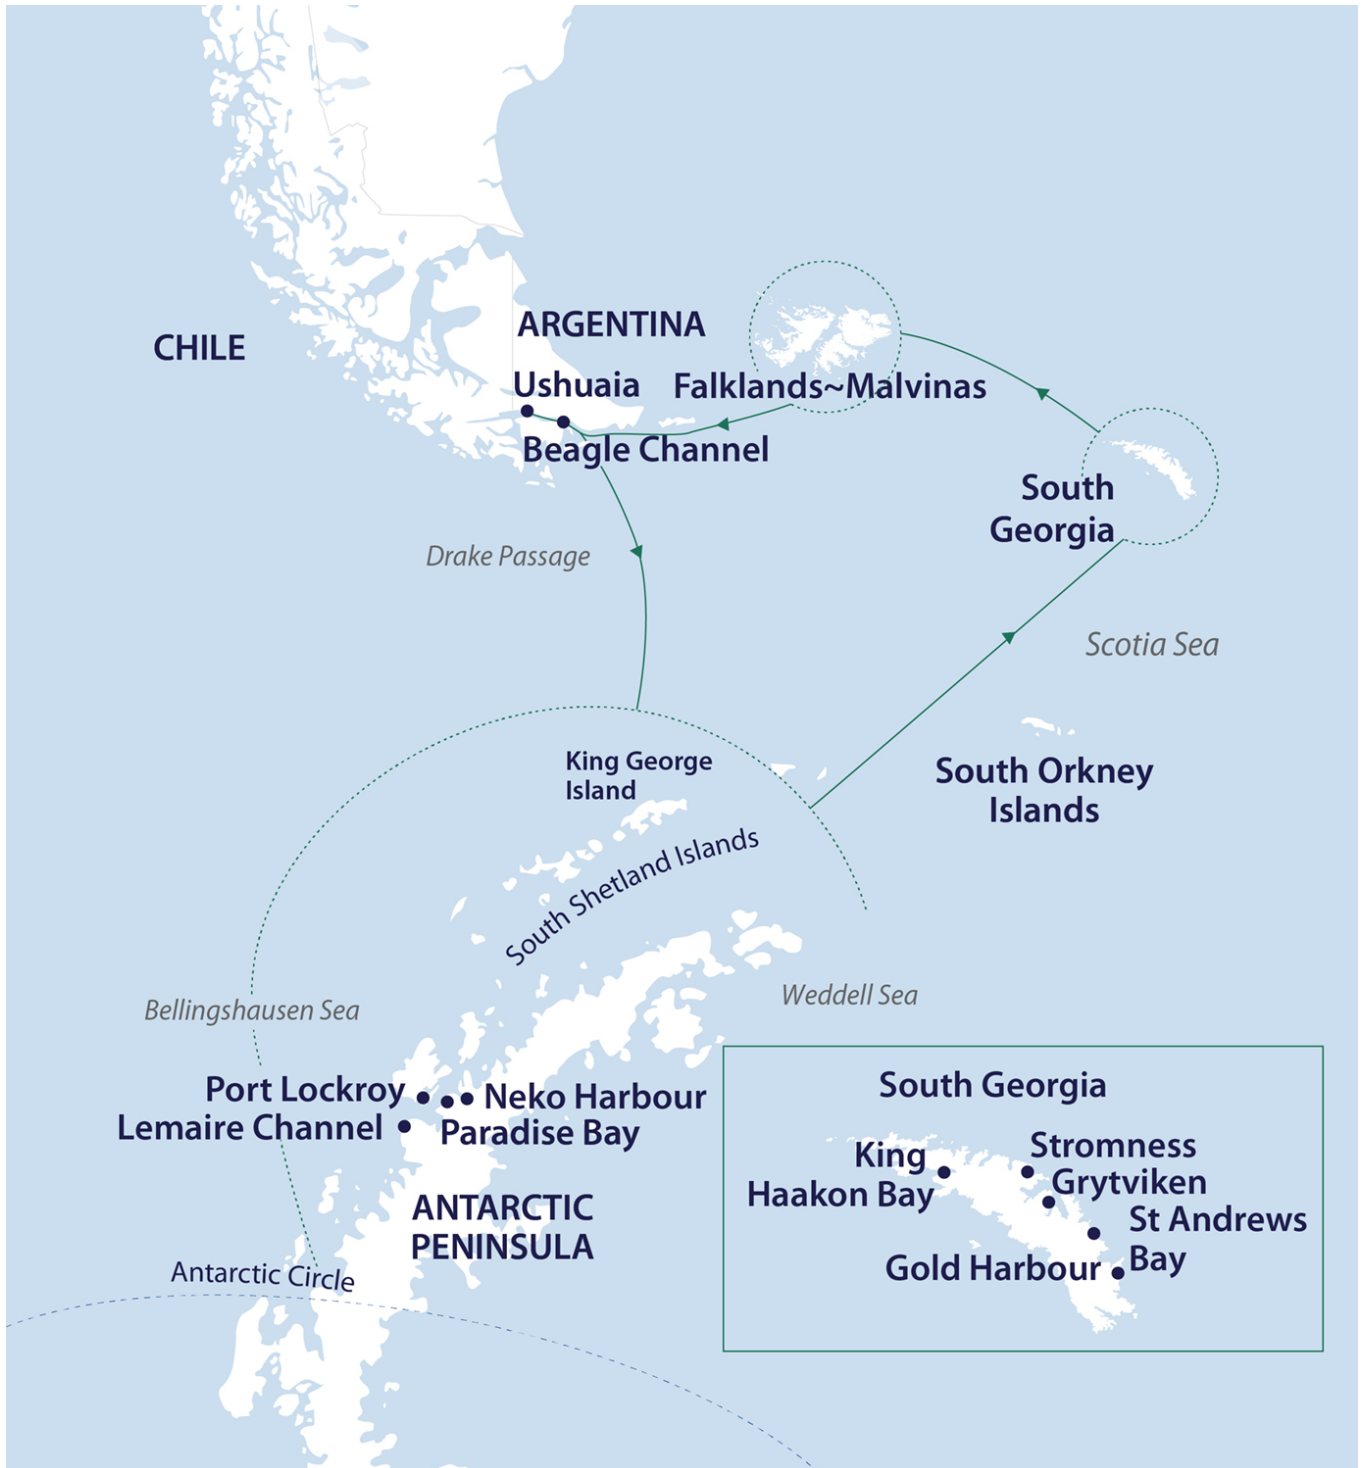 ARGENTINA
CHILE
Ushuaia
Falklands~Malvinas
Beagle Channel
South
Georgia
Drake Passage
Scotia Sea
King George
Island
South Orkney
Islands
South Shetland Islands
Weddell Sea
Bellingshausen Sea
Port Lockroy
Neko Harbour
Lemaire Channel
Paradise Bay
ANTARCTIC
PENINSULA
Antarctic Circle
South Georgia
Stromness
King
Haakon Bay
Grytviken
St Andrews
Bay
Gold Harbour